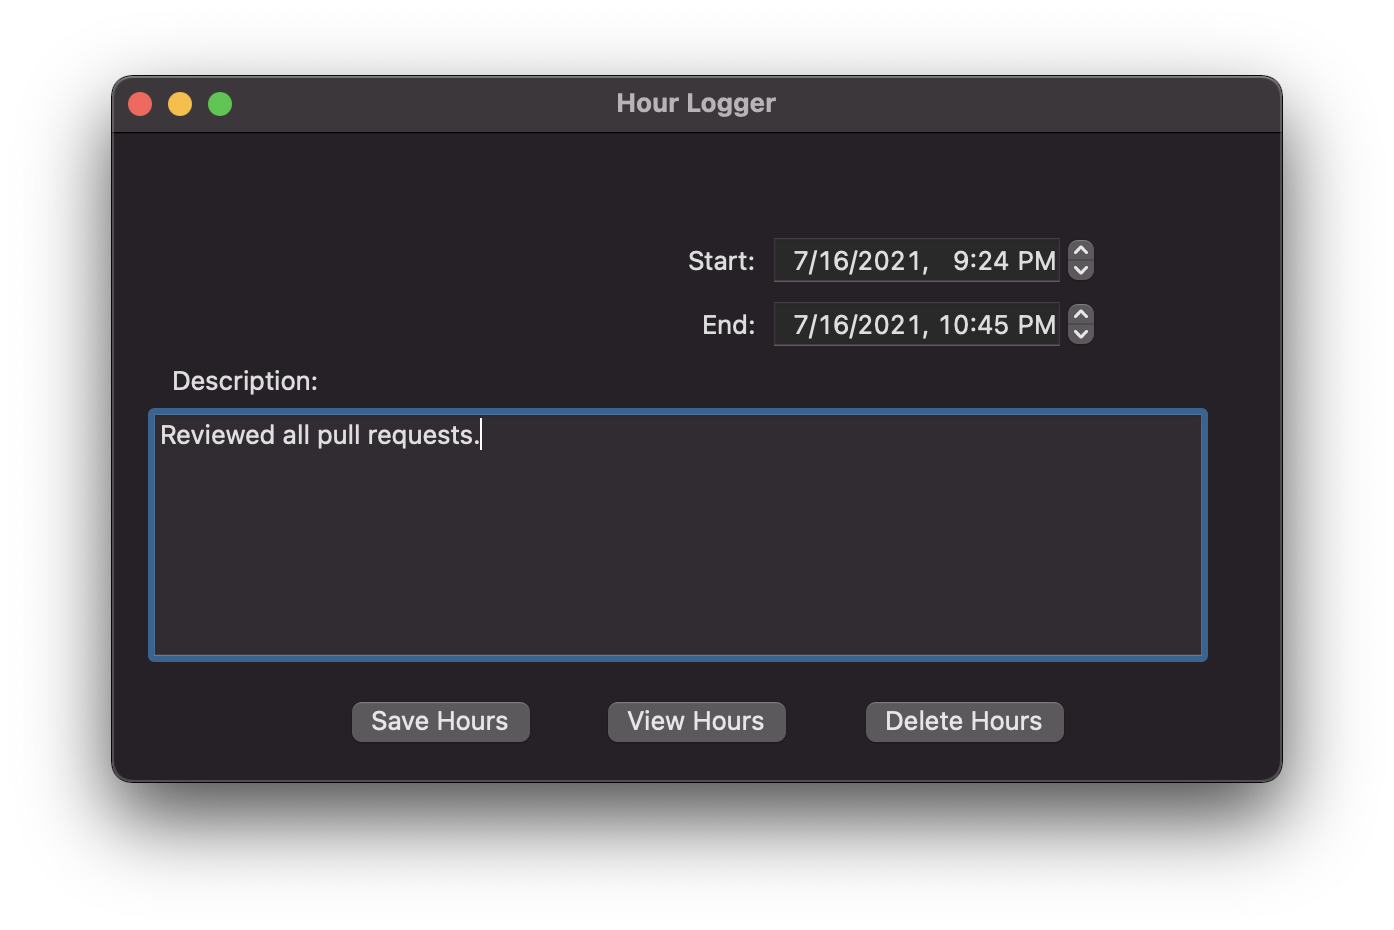 Hour Logger
Start: 7/16/2021, 9:24 PM
End: 7/16/2021, 10:45 PM
Description:
Reviewed all pull requests.
Save Hours View Hours Delete Hours